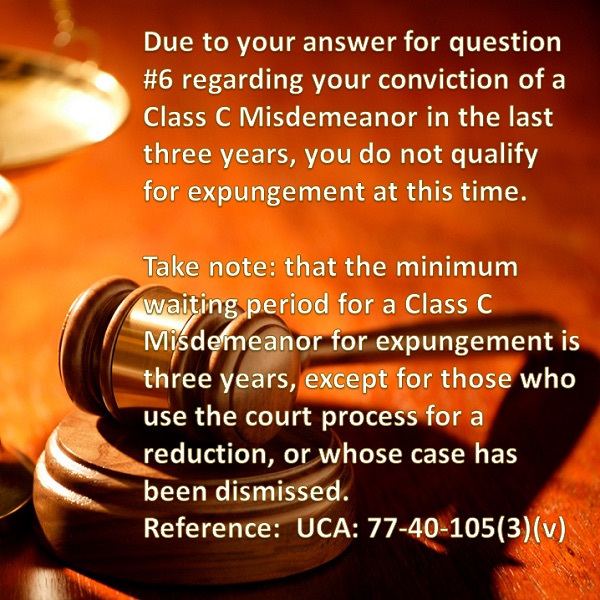 Due to your answer for question
#6 regarding your conviction of a
Class C Misdemeanor in the last
three years, you do not qualify
for expungement at this time.
Take note: that the minimum
waiting period for a Class C
Misdemeanor for expungement is
three years, except for those who
use the court process for a
reduction, or whose case has
been dismissed.
Reference:  UCA: 77-40-105(3)(v)